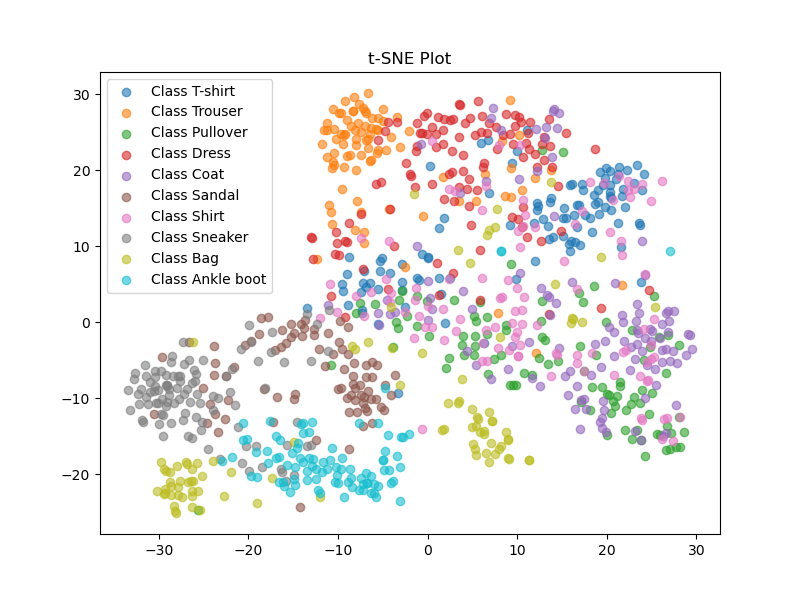 t-SNE Plot
Class T-shirt
Class Trouser
Class Pullover
Class Dress
Class Coat
Class Sandal
Class Shirt
Class Sneaker
Class Bag
Class Ankle boot
30
20
10
0
−10
−20
−30 −20 −10 0 10 20 30